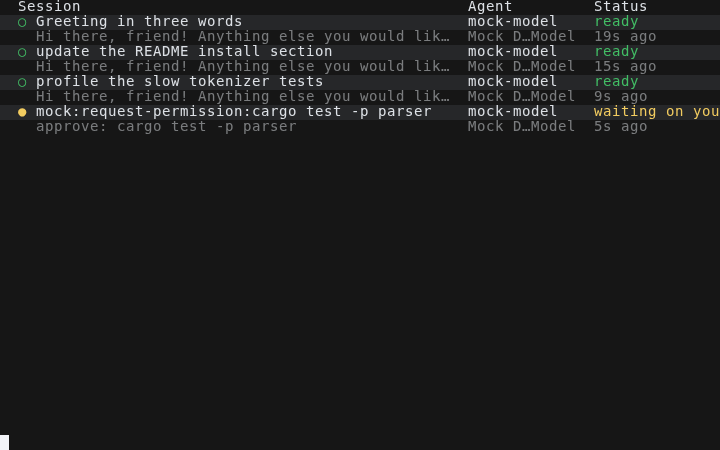 Session Agent Status
○ Greeting in three words mock-model ready
Hi there, friend! Anything else you would lik… Mock D…Model 19s ago
○ update the README install section mock-model ready
Hi there, friend! Anything else you would lik… Mock D…Model 15s ago
○ profile the slow tokenizer tests mock-model ready
Hi there, friend! Anything else you would lik… Mock D…Model 9s ago
● mock:request-permission:cargo test -p parser mock-model waiting on you
approve: cargo test -p parser Mock D…Model 5s ago